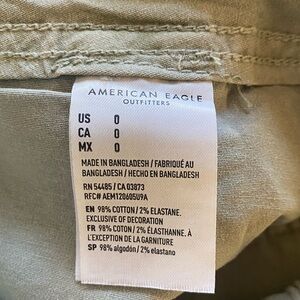 AMERICAN EAGLE
OUTFITTERS
US 0
CA 0
MX 0
MADE IN BANGLADESH / FABRIQUÉ AU
BANGLADESH / HECHO EN BANGLADESH
RN 54485 / CA 03873
RFC# AEM120605U9A
EN 98% COTTON / 2% ELASTANE.
EXCLUSIVE OF DECORATION
FR 98% COTON / 2% ÉLASTHANNE. À
L'EXCEPTION DE LA GARNITURE
SP 98% algodón / 2% elastano